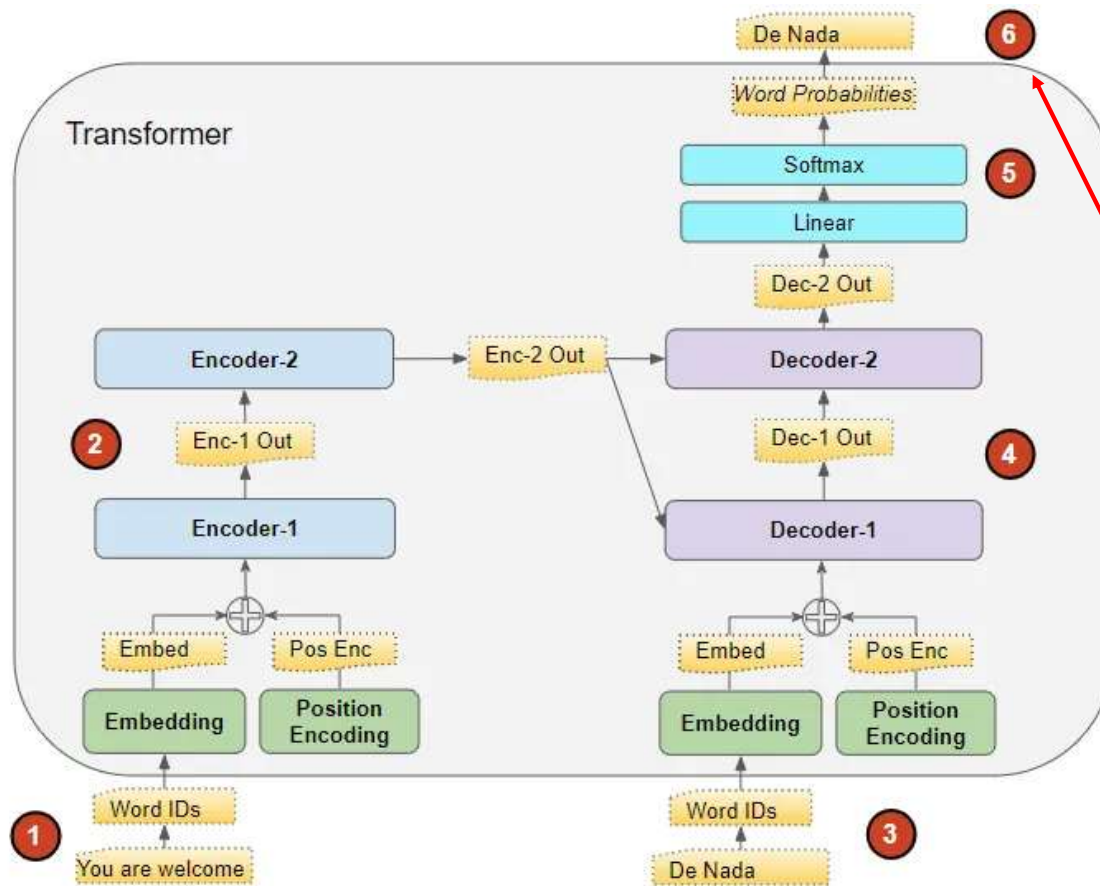 De Nada
6
Word Probabilities
Transformer
Softmax
5
Linear
Dec-2 Out
Encoder-2
Enc-2 Out
Decoder-2
2
Enc-1 Out
Dec-1 Out
4
Encoder-1
Decoder-1
Embed
Pos Enc
Embed
Pos Enc
Embedding
Position
Encoding
Embedding
Position
Encoding
1
Word IDs
Word IDs
3
You are welcome
De Nada